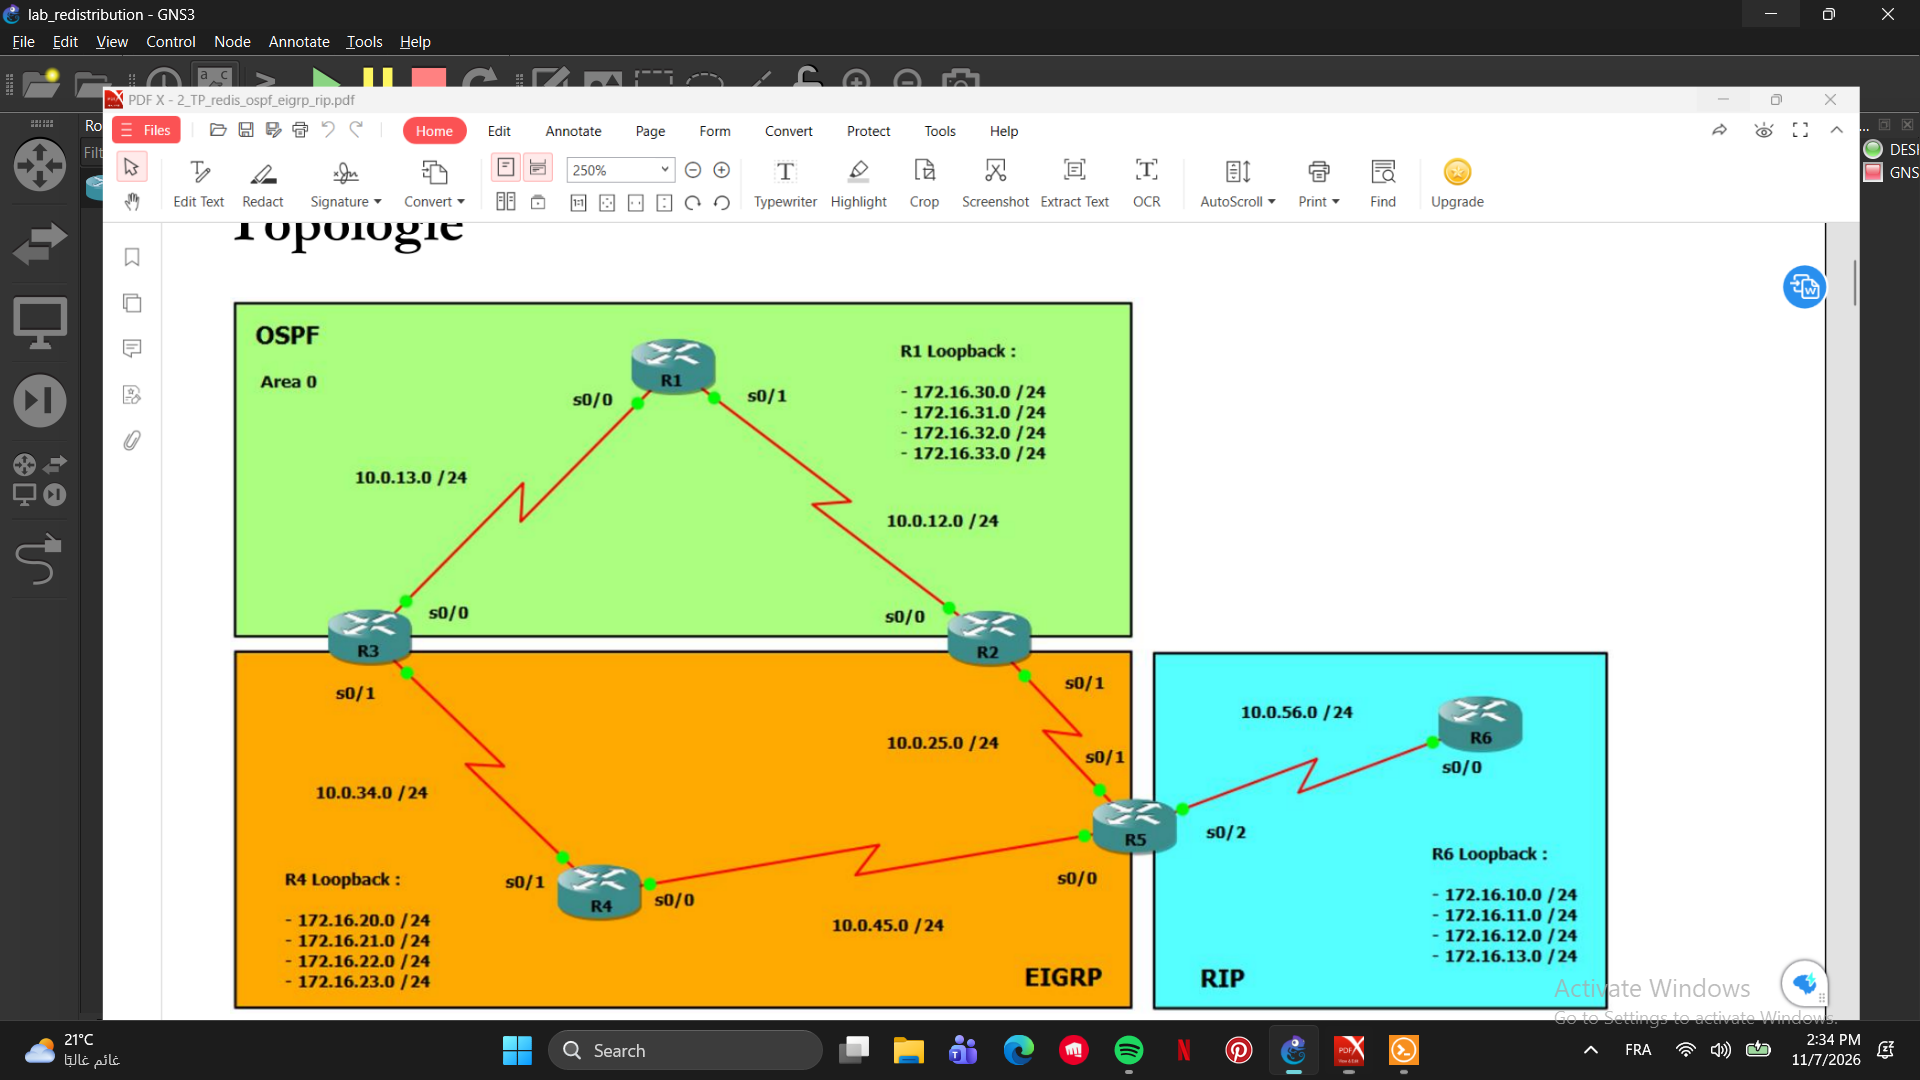 lab_redistribution - GNS3
File Edit View Control Node Annotate Tools Help
PDF X - 2_TP_redis_ospf_eigrp_rip.pdf
Ro
Files
Home Edit Annotate Page Form Convert Protect Tools Help
Filt
DESI
GNS
250%
Edit Text Redact Signature Convert
Typewriter Highlight Crop Screenshot Extract Text OCR AutoScroll Print Find Upgrade
Topologie
OSPF
Area 0
R1
s0/0
s0/1
R1 Loopback :
- 172.16.30.0 /24
- 172.16.31.0 /24
- 172.16.32.0 /24
- 172.16.33.0 /24
10.0.13.0 /24
10.0.12.0 /24
s0/0
s0/0
R3
R2
s0/1
s0/1
10.0.25.0 /24
s0/1
10.0.34.0 /24
R5
s0/0
R4 Loopback :
- 172.16.20.0 /24
- 172.16.21.0 /24
- 172.16.22.0 /24
- 172.16.23.0 /24
s0/1
R4
s0/0
10.0.45.0 /24
EIGRP
10.0.56.0 /24
R6
s0/0
s0/2
R6 Loopback :
- 172.16.10.0 /24
- 172.16.11.0 /24
- 172.16.12.0 /24
- 172.16.13.0 /24
RIP
Activate Windows
Go to Settings to activate Windows.
21°C
غائم غالبًا
Search
FRA
2:34 PM
11/7/2026